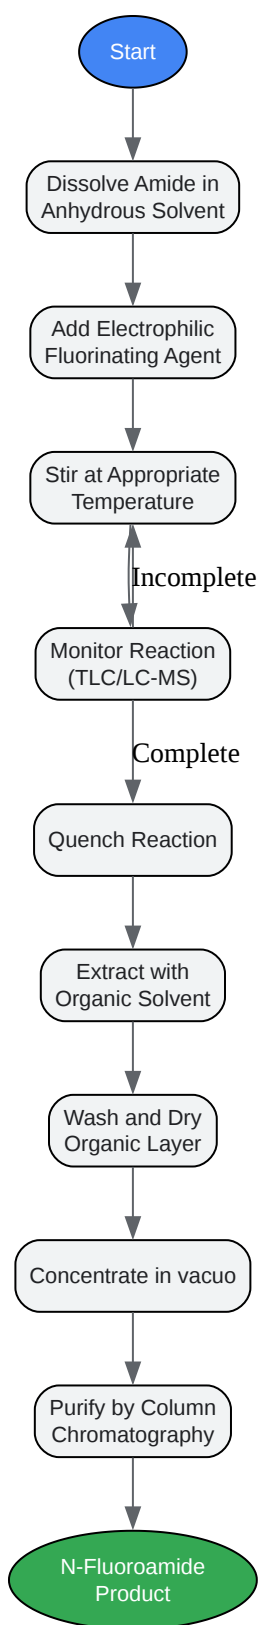 Start
Dissolve Amide in
Anhydrous Solvent
Add Electrophilic
Fluorinating Agent
Stir at Appropriate
Temperature
Incomplete
Monitor Reaction
(TLC/LC-MS)
Complete
Quench Reaction
Extract with
Organic Solvent
Wash and Dry
Organic Layer
Concentrate in vacuo
Purify by Column
Chromatography
N-Fluoroamide
Product